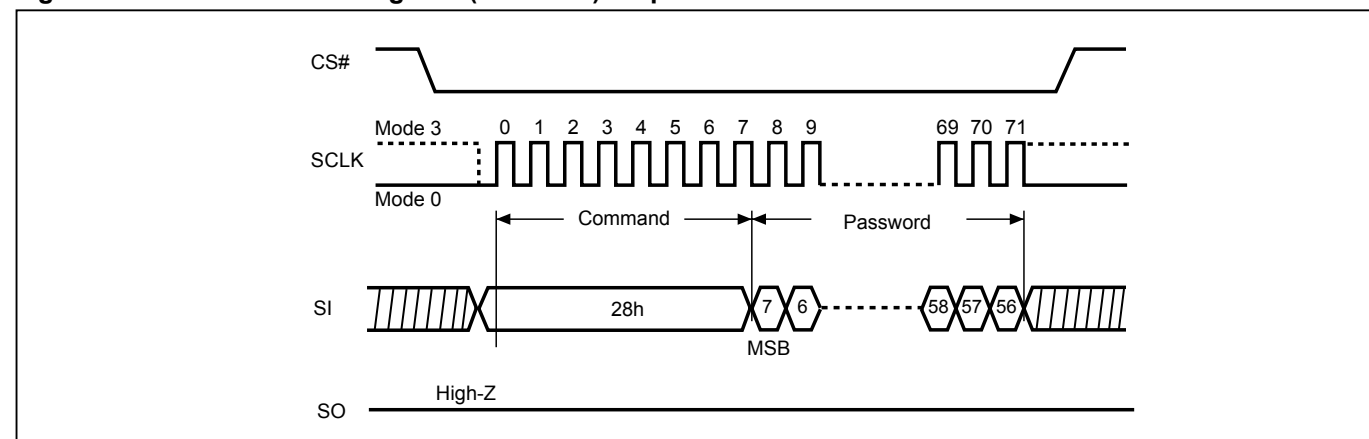 CS#
Mode 3
0 1 2 3 4 5 6 7 8 9 69 70 71
SCLK
Mode 0
Command Password
SI 28h 7 6 58 57 56
MSB
High-Z
SO